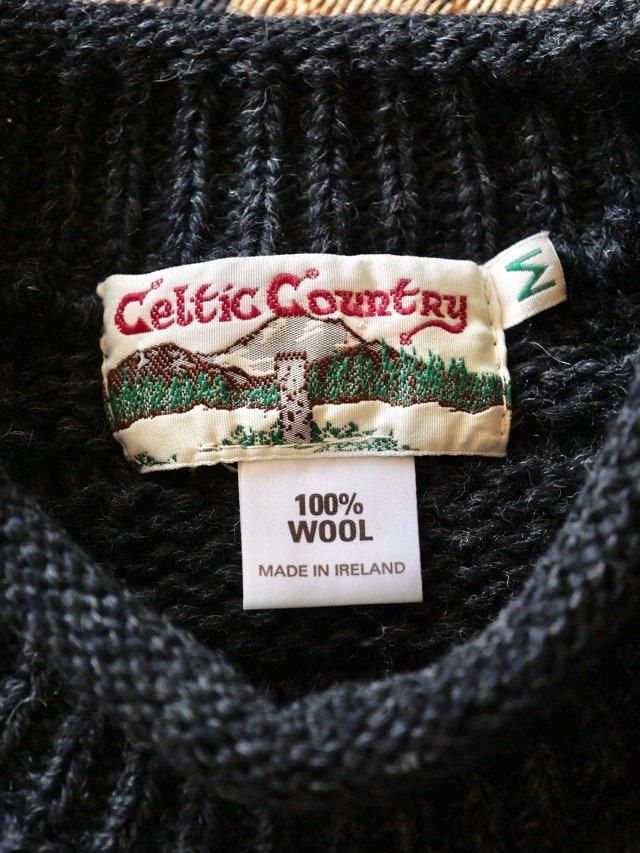 Celtic Country
M
100%
WOOL
MADE IN IRELAND